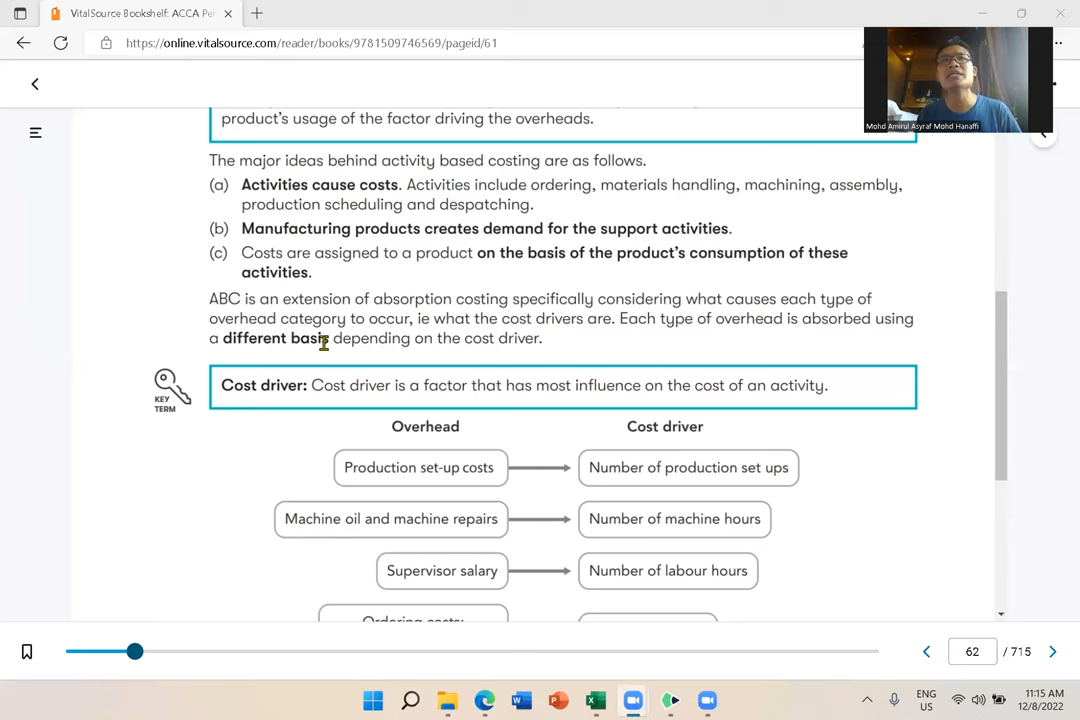 VitalSource Bookshelf: ACCA Per
https://online.vitalsource.com/reader/books/9781509746569/pageid/61
Mohd Amirul Asyraf Mohd Hanaffi
product's usage of the factor driving the overheads.
The major ideas behind activity based costing are as follows.
(a) Activities cause costs. Activities include ordering, materials handling, machining, assembly,
production scheduling and despatching.
(b) Manufacturing products creates demand for the support activities.
(c) Costs are assigned to a product on the basis of the product's consumption of these
activities.
ABC is an extension of absorption costing specifically considering what causes each type of
overhead category to occur, ie what the cost drivers are. Each type of overhead is absorbed using
a different basis depending on the cost driver.
KEY
TERM
Cost driver: Cost driver is a factor that has most influence on the cost of an activity.
Overhead Cost driver
Production set-up costs Number of production set ups
Machine oil and machine repairs Number of machine hours
Supervisor salary Number of labour hours
Ordering costs:
62 / 715
ENG
US
11:15 AM
12/8/2022